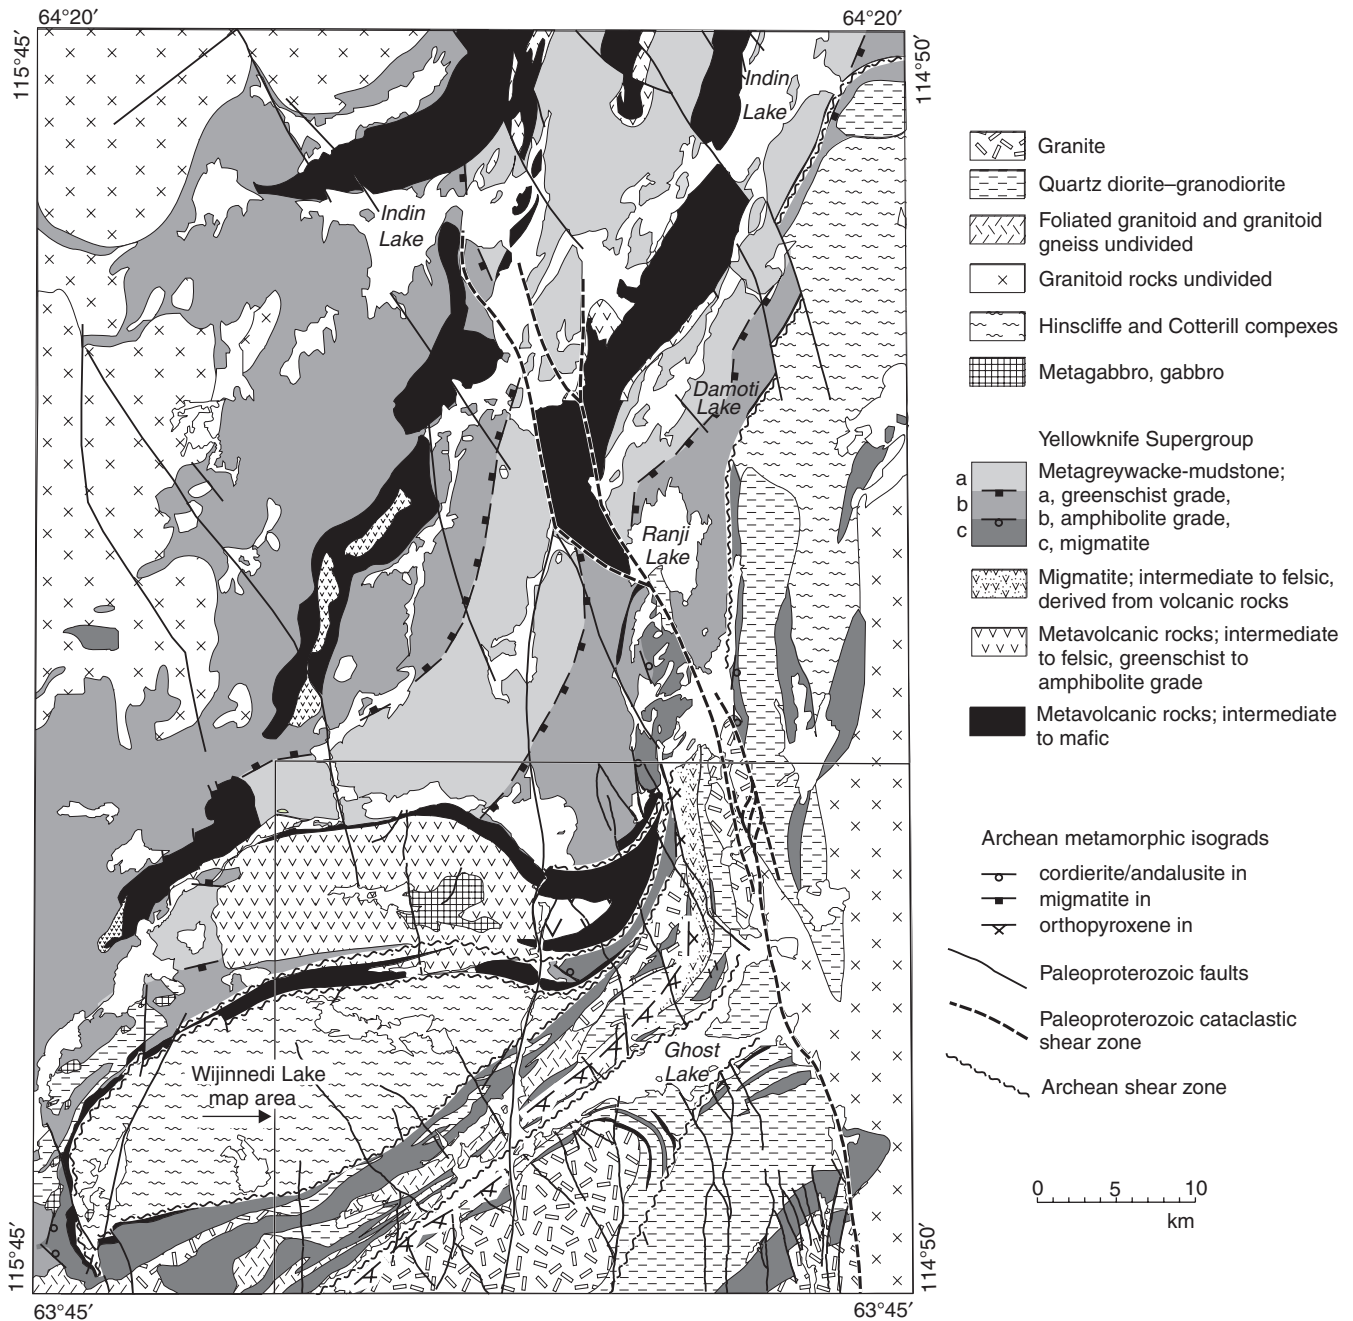 64°20′
64°20′
115°45′
114°50′
Indin
Lake
Indin
Lake
Damoti
Lake
Ranji
Lake
Ghost
Lake
Wijinnedi Lake
map area
115°45′
114°50′
63°45′
63°45′
Granite
Quartz diorite–granodiorite
Foliated granitoid and granitoid
gneiss undivided
Granitoid rocks undivided
Hinscliffe and Cotterill compexes
Metagabbro, gabbro
Yellowknife Supergroup
a
b
c
Metagreywacke-mudstone;
a, greenschist grade,
b, amphibolite grade,
c, migmatite
Migmatite; intermediate to felsic,
derived from volcanic rocks
Metavolcanic rocks; intermediate
to felsic, greenschist to
amphibolite grade
Metavolcanic rocks; intermediate
to mafic
Archean metamorphic isograds
cordierite/andalusite in
migmatite in
orthopyroxene in
Paleoproterozoic faults
Paleoproterozoic cataclastic
shear zone
Archean shear zone
0 5 10
km